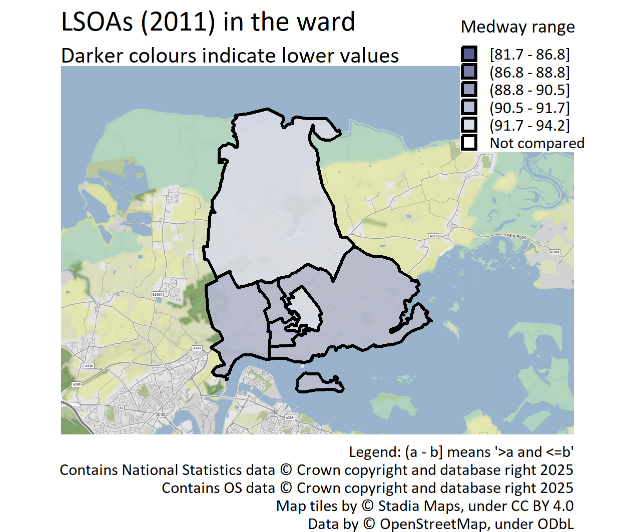 LSOAs (2011) in the ward
Darker colours indicate lower values
Medway range
[81.7 - 86.8]
(86.8 - 88.8]
(88.8 - 90.5]
(90.5 - 91.7]
(91.7 - 94.2]
Not compared
Legend: (a - b] means '>a and <=b'
Contains National Statistics data © Crown copyright and database right 2025
Contains OS data © Crown copyright and database right 2025
Map tiles by © Stadia Maps, under CC BY 4.0
Data by © OpenStreetMap, under ODbL